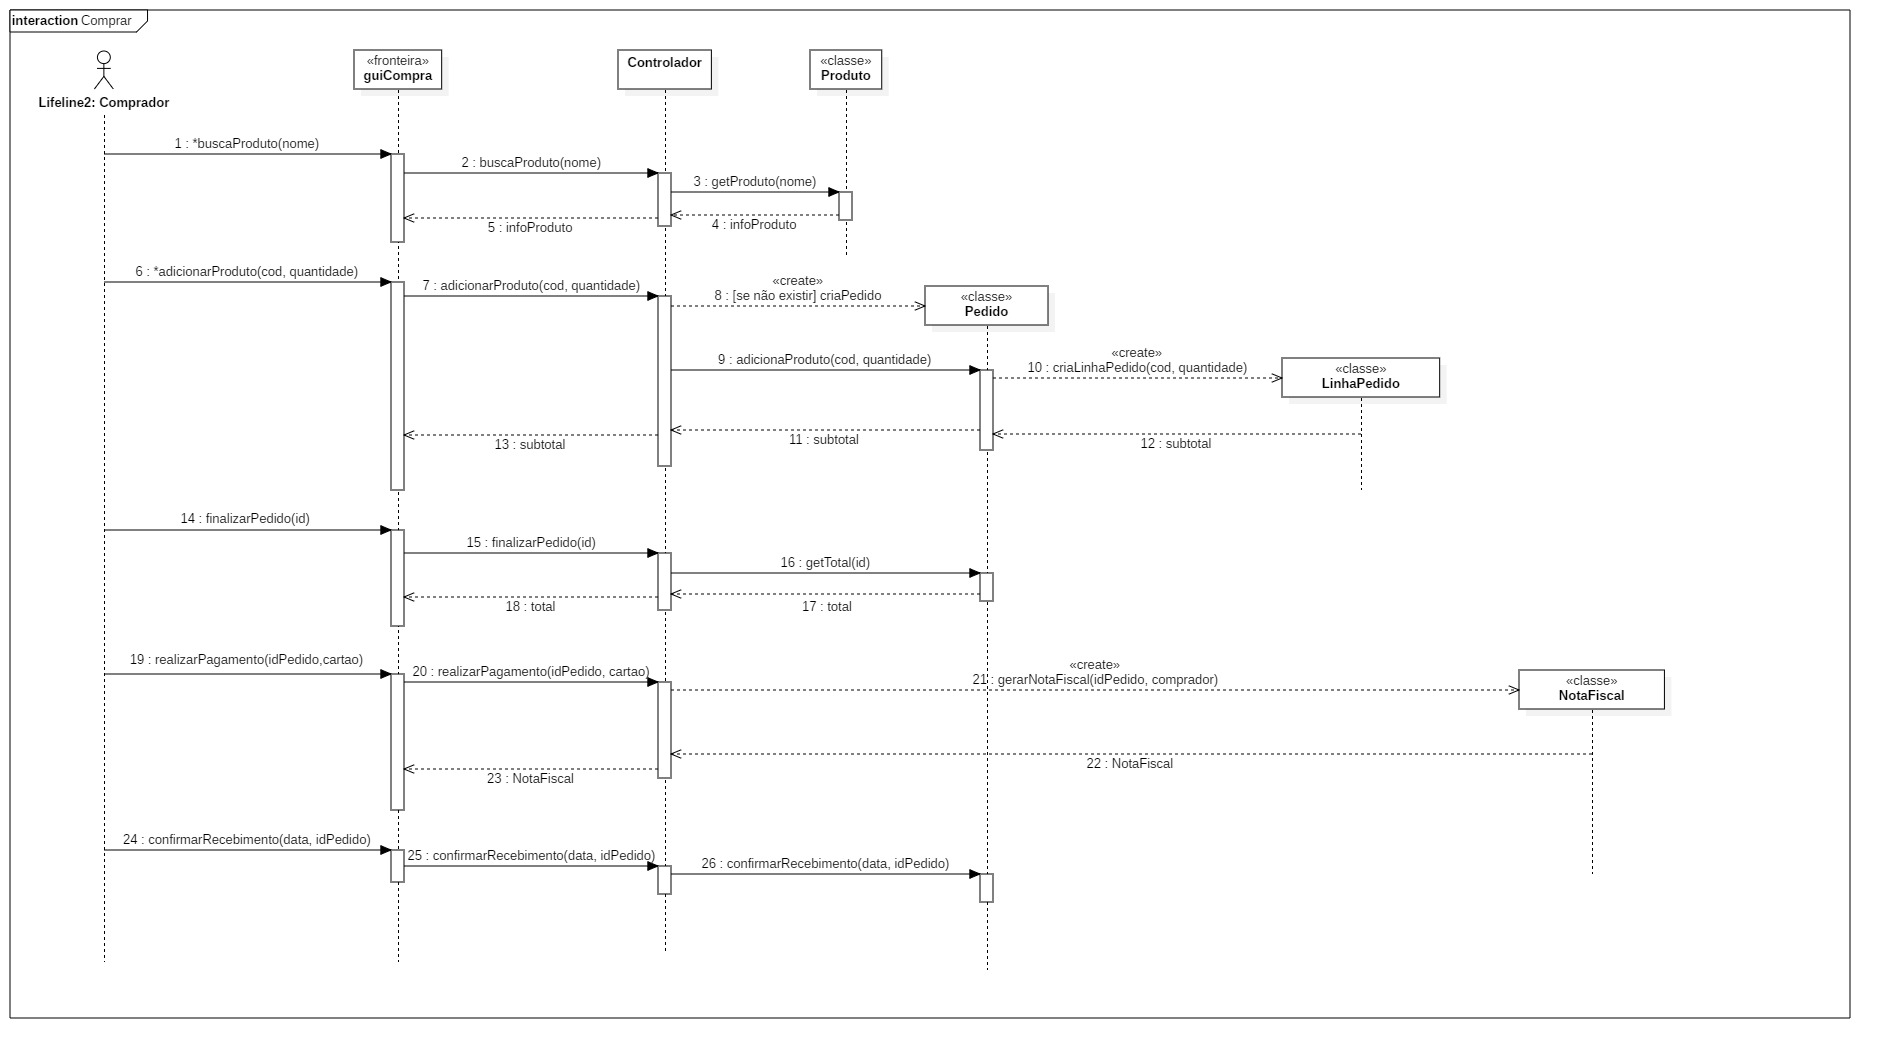 interaction Comprar
Lifeline2: Comprador
«fronteira»
guiCompra
Controlador
«classe»
Produto
1 : *buscaProduto(nome)
2 : buscaProduto(nome)
3 : getProduto(nome)
4 : infoProduto
5 : infoProduto
6 : *adicionarProduto(cod, quantidade)
7 : adicionarProduto(cod, quantidade)
«create»
8 : [se não existir] criaPedido
«classe»
Pedido
9 : adicionaProduto(cod, quantidade)
«create»
10 : criaLinhaPedido(cod, quantidade)
«classe»
LinhaPedido
11 : subtotal
12 : subtotal
13 : subtotal
14 : finalizarPedido(id)
15 : finalizarPedido(id)
16 : getTotal(id)
17 : total
18 : total
19 : realizarPagamento(idPedido,cartao)
20 : realizarPagamento(idPedido, cartao)
«create»
21 : gerarNotaFiscal(idPedido, comprador)
«classe»
NotaFiscal
22 : NotaFiscal
23 : NotaFiscal
24 : confirmarRecebimento(data, idPedido)
25 : confirmarRecebimento(data, idPedido)
26 : confirmarRecebimento(data, idPedido)